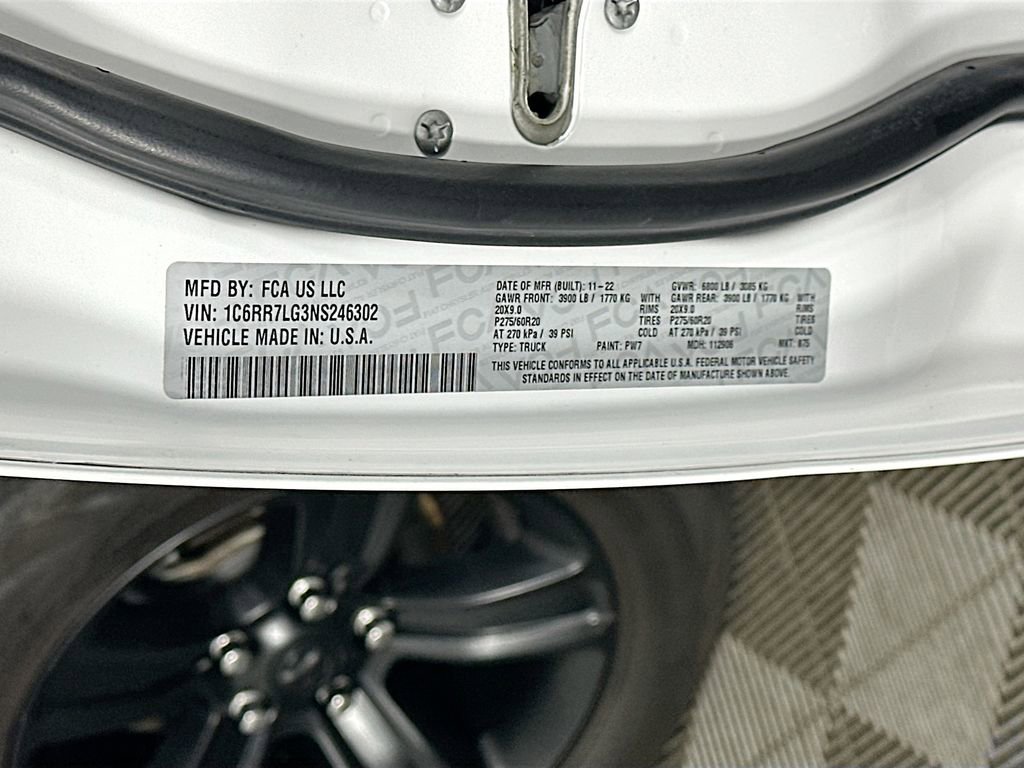 MFD BY: FCA US LLC
VIN: 1C6RR7LG3NS246302
VEHICLE MADE IN: U.S.A.
DATE OF MFR (BUILT): 11-22 GVWR: 6800 LB / 3085 KG
GAWR FRONT: 3900 LB / 1770 KG WITH GAWR REAR: 3900 LB / 1770 KG WITH
20X9.0 RIMS 20X9.0 RIMS
P275/60R20 TIRES P275/60R20 TIRES
AT 270 kPa / 39 PSI COLD AT 270 kPa / 39 PSI COLD
TYPE: TRUCK PAINT: PW7 MDH: 112906 MKT: 875
THIS VEHICLE CONFORMS TO ALL APPLICABLE U.S.A. FEDERAL MOTOR VEHICLE SAFETY
STANDARDS IN EFFECT ON THE DATE OF MANUFACTURE SHOWN ABOVE.